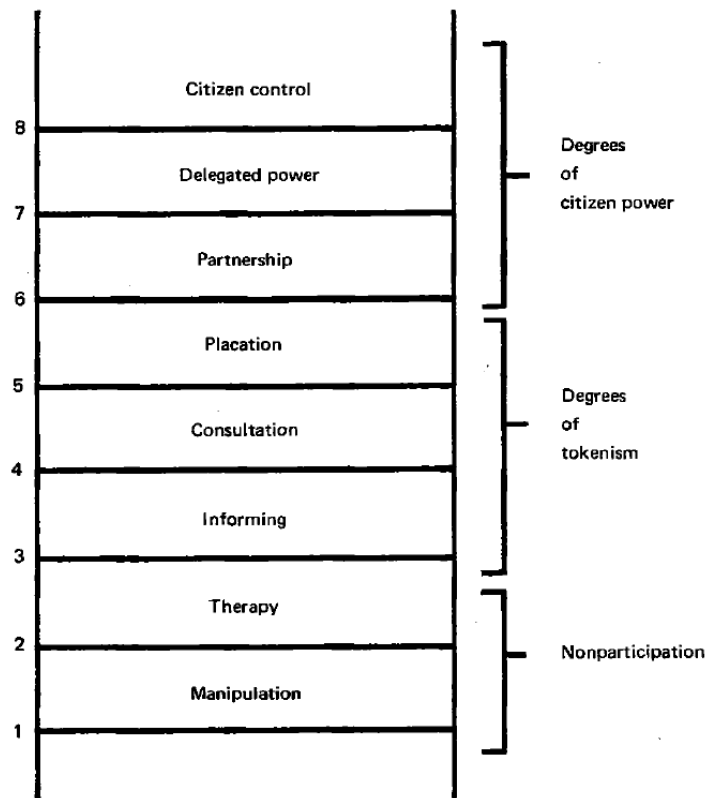 Citizen control
8
Delegated power
7
Partnership
6
Placation
5
Consultation
4
Informing
3
Therapy
2
Manipulation
1
Degrees
of
citizen power
Degrees
of
tokenism
Nonparticipation